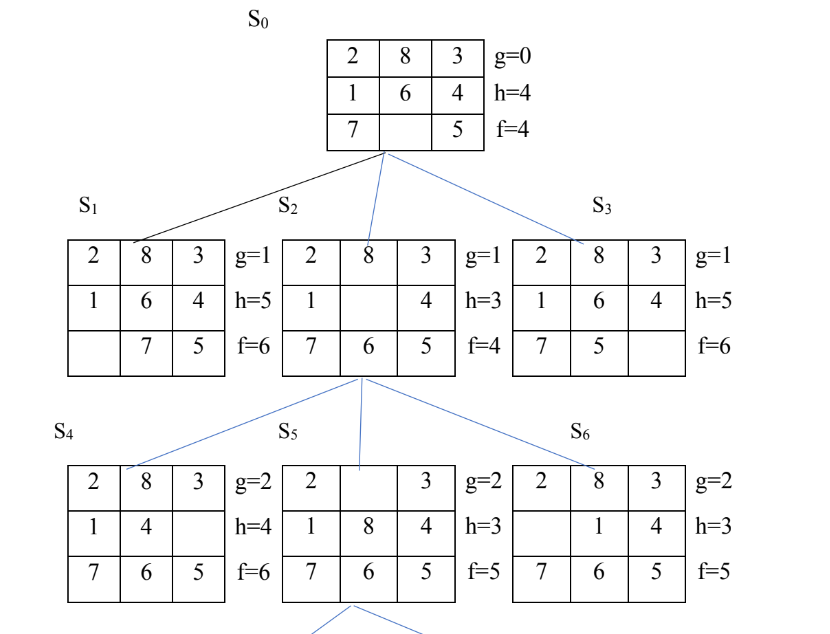 S0
2 8 3 g=0
1 6 4 h=4
7 5 f=4
S1 S2 S3
2 8 3 g=1 2 8 3 g=1 2 8 3 g=1
1 6 4 h=5 1 4 h=3 1 6 4 h=5
7 5 f=6 7 6 5 f=4 7 5 f=6
S4 S5 S6
2 8 3 g=2 2 3 g=2 2 8 3 g=2
1 4 h=4 1 8 4 h=3 1 4 h=3
7 6 5 f=6 7 6 5 f=5 7 6 5 f=5